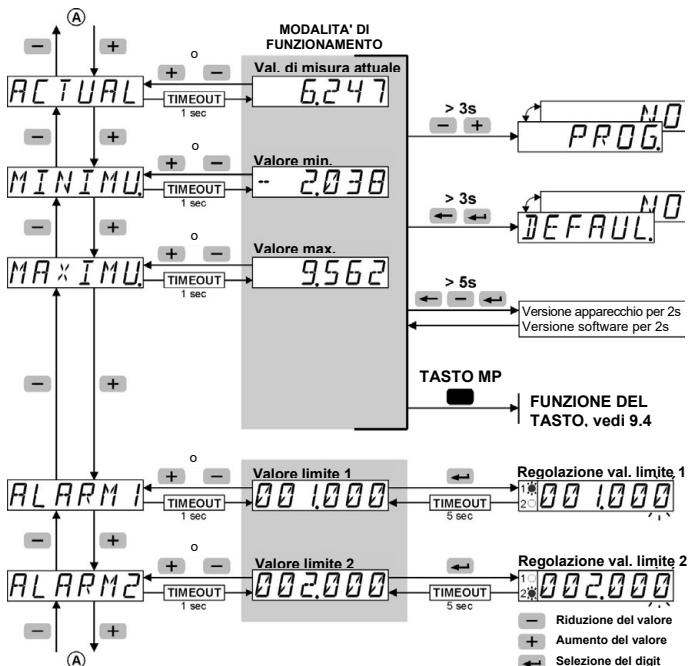 A
MODALITA' DI
FUNZIONAMENTO
- +
o
+ -
Val. di misura attuale
ACTUAL
TIMEOUT
1 sec
6.247
> 3s
- +
NO
PROG.
- +
o
+ -
Valore min.
MINIMU.
TIMEOUT
1 sec
- 2.038
> 3s
NO
DEFAUL.
- +
o
+ -
Valore max.
MAXIMU.
TIMEOUT
1 sec
9.562
> 5s
-
Versione apparecchio per 2s
Versione software per 2s
- +
TASTO MP
FUNZIONE DEL
TASTO, vedi 9.4
o
+ -
Valore limite 1
Regolazione val. limite 1
ALARM1
TIMEOUT
1 sec
001.000
TIMEOUT
5 sec
1
2
001.000
- +
o
+ -
Valore limite 2
Regolazione val. limite 2
ALARM2
TIMEOUT
1 sec
002.000
TIMEOUT
5 sec
1
2
002.000
- +
- Riduzione del valore
+ Aumento del valore
Selezione del digit
A